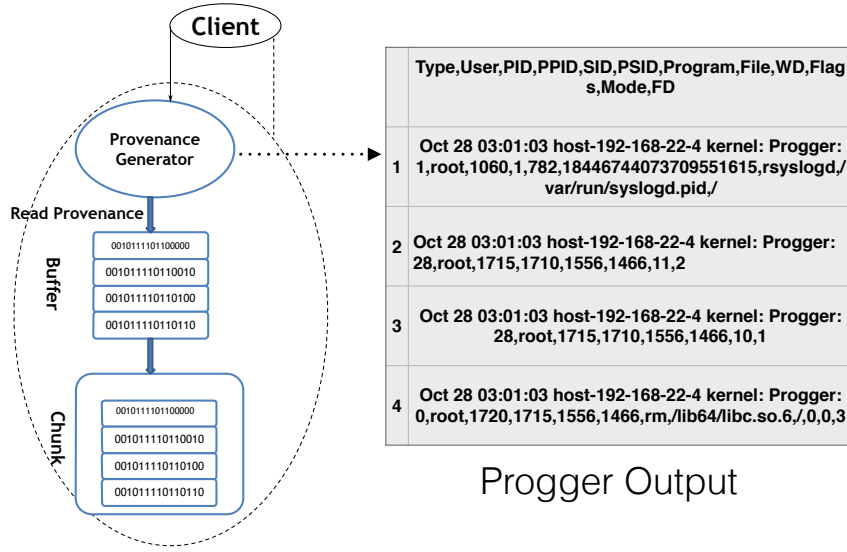 Client
Provenance
Generator
Read Provenance
Buffer
0010111101100000
001011110110010
001011110110100
001011110110110
Chunk
0010111101100000
001011110110010
001011110110100
001011110110110
Type,User,PID,PPID,SID,PSID,Program,File,WD,Flag
s,Mode,FD
1
Oct 28 03:01:03 host-192-168-22-4 kernel: Progger:
1,root,1060,1,782,18446744073709551615,rsyslogd,/
var/run/syslogd.pid,/
2
Oct 28 03:01:03 host-192-168-22-4 kernel: Progger:
28,root,1715,1710,1556,1466,11,2
3
Oct 28 03:01:03 host-192-168-22-4 kernel: Progger:
28,root,1715,1710,1556,1466,10,1
4
Oct 28 03:01:03 host-192-168-22-4 kernel: Progger:
0,root,1720,1715,1556,1466,rm,/lib64/libc.so.6,/,0,0,3
Progger Output